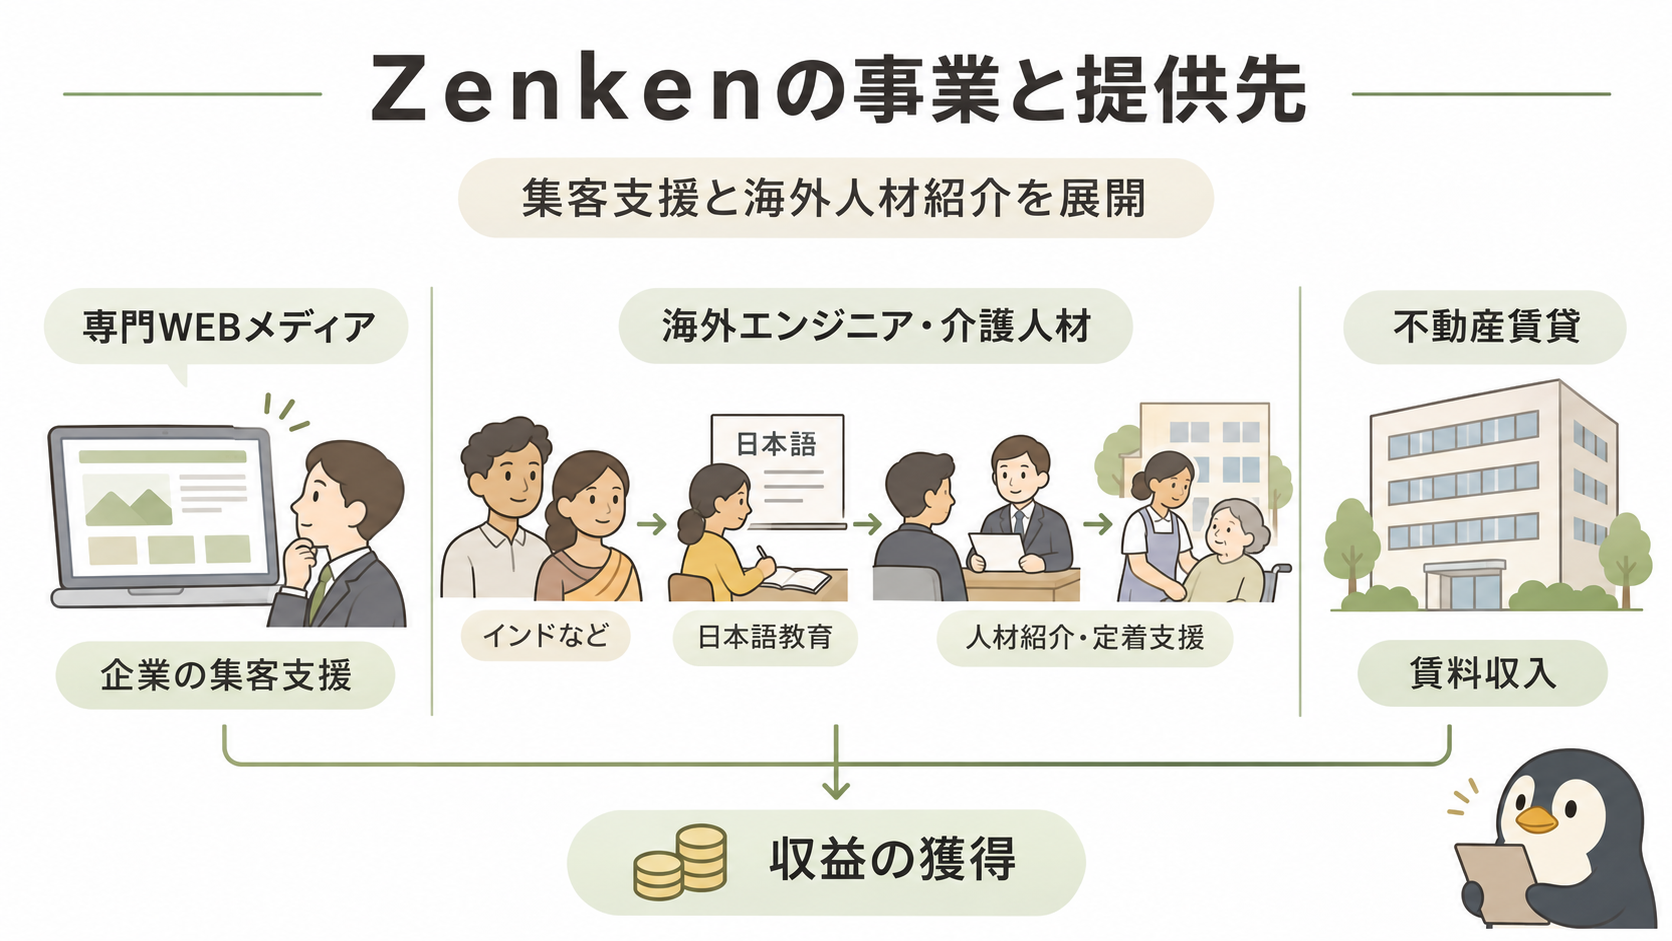 Zenkenの事業と提供先
集客支援と海外人材紹介を展開
専門WEBメディア
企業の集客支援
海外エンジニア・介護人材
日本語
インドなど
日本語教育
人材紹介・定着支援
不動産賃貸
賃料収入
収益の獲得